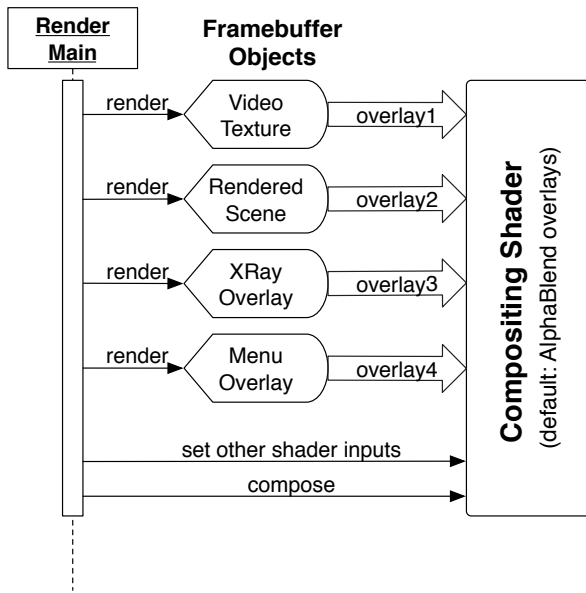 Render
Main
Framebuffer
Objects
render
Video
Texture
overlay1
render
Rendered
Scene
overlay2
render
XRay
Overlay
overlay3
render
Menu
Overlay
overlay4
set other shader inputs
compose
Compositing Shader
(default: AlphaBlend overlays)